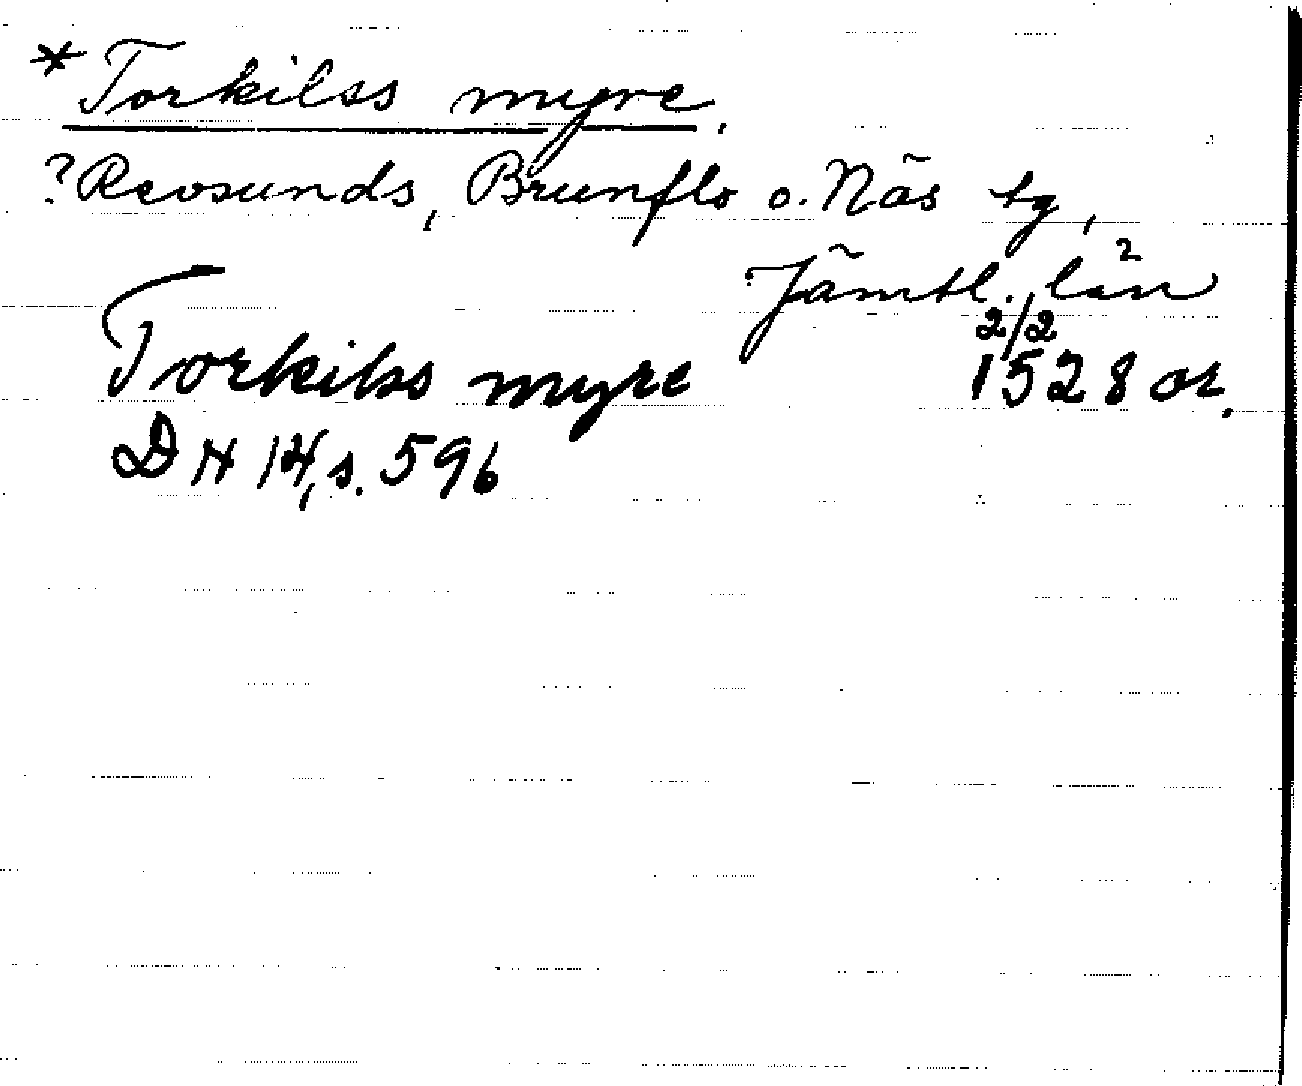 *Torkilss myre.
?Revsunds, Brunflo o. Näs tg,
Jämtl. län
Torkilss myre 2/2 1528 or.
DN 14, s. 596